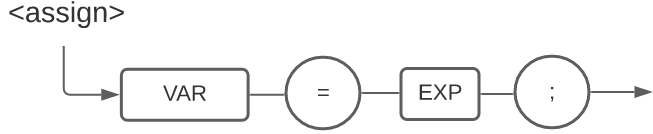 <assign>
VAR = EXP ;